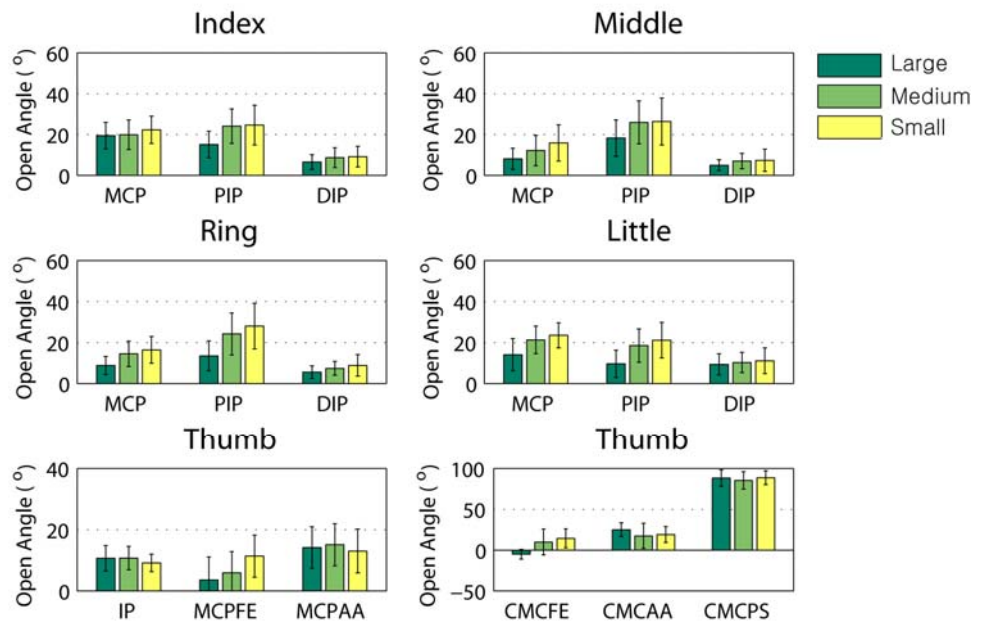 Index
Open Angle ( o)
60
40
20
0
MCP PIP DIP
Middle
Open Angle ( o)
60
40
20
0
MCP PIP DIP
Large
Medium
Small
Ring
Open Angle ( o)
60
40
20
0
MCP PIP DIP
Little
Open Angle ( o)
60
40
20
0
MCP PIP DIP
Thumb
Open Angle ( o)
40
20
0
IP MCPFE MCPAA
Thumb
Open Angle ( o)
100
50
0
−50
CMCFE CMCAA CMCPS